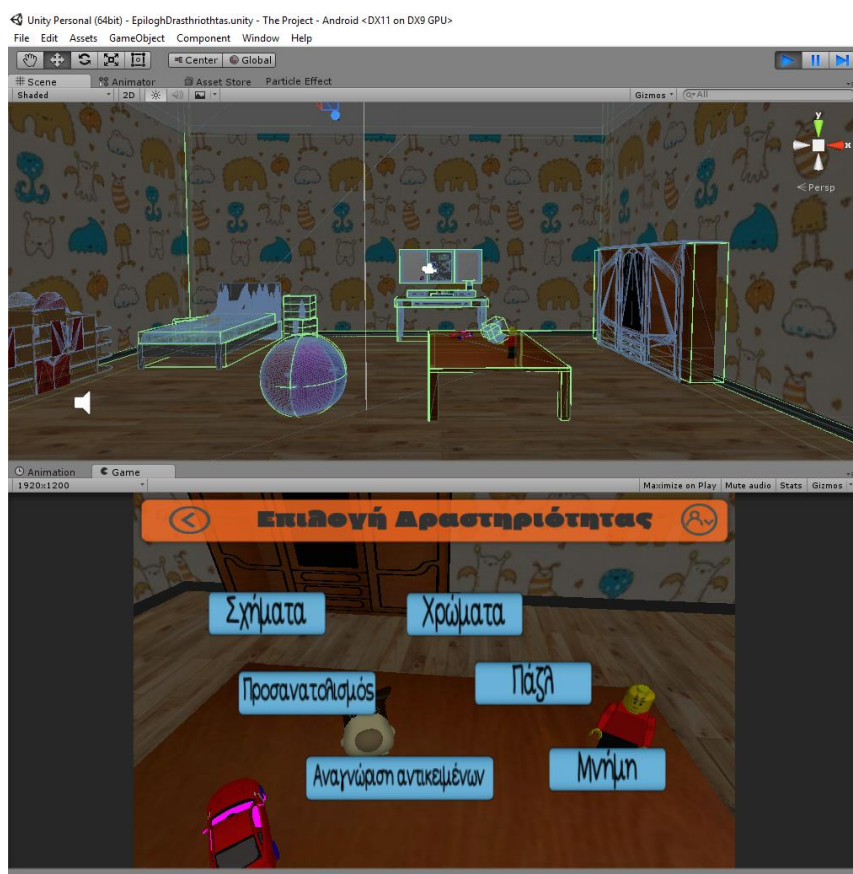 Unity Personal (64bit) - EpiloghDrasthriothtas.unity - The Project - Android <DX11 on DX9 GPU>
File Edit Assets GameObject Component Window Help
Center Global
Scene Animator Asset Store Particle Effect
Shaded 2D Gizmos All
y
x
Persp
Animation Game
1920x1200 Maximize on Play Mute audio Stats Gizmos
Επιλογή Δραστηριότητας
Σχήματα Χρώματα
Προσανατολισμός Πάζλ
Αναγνώριση αντικειμένων Μνήμη